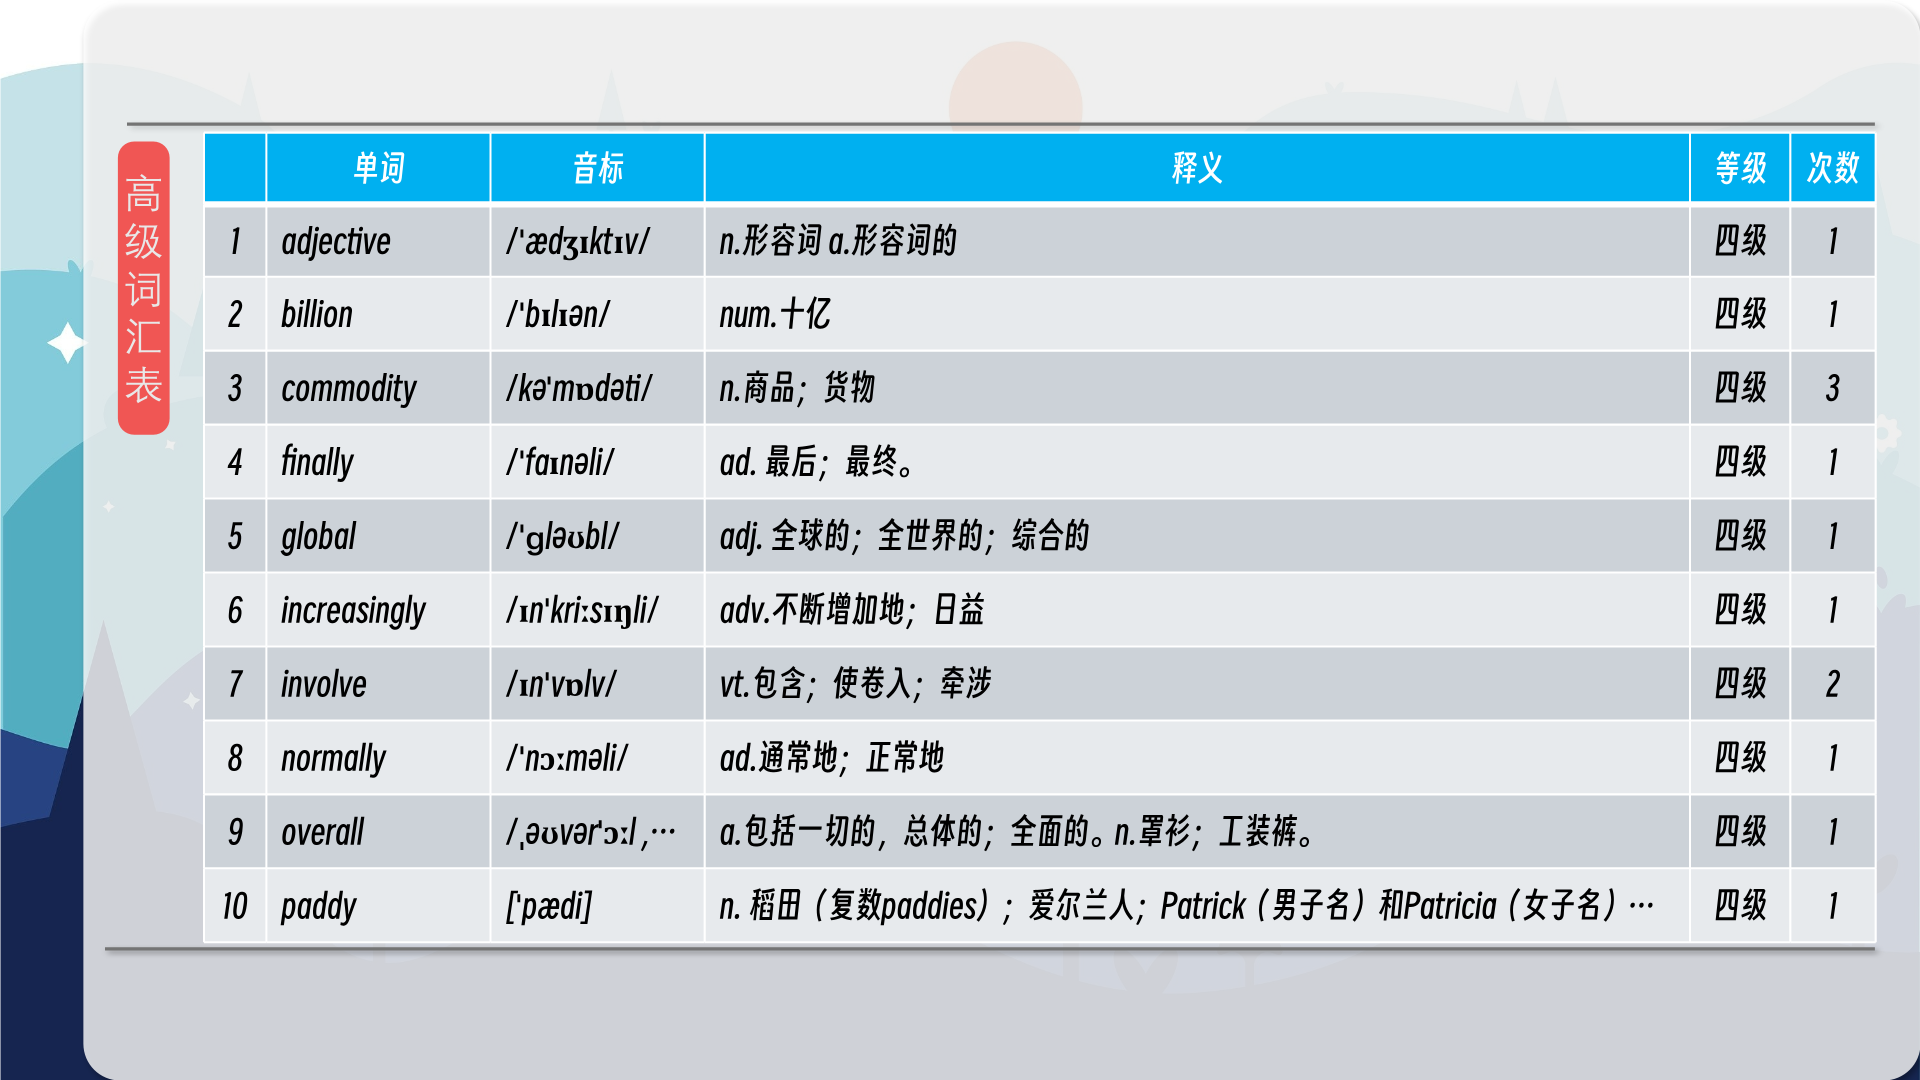 高级词汇表
单词 音标 释义 等级 次数
1 adjective /ˈædʒɪktɪv/ n.形容词 a.形容词的 四级 1
2 billion /ˈbɪlɪən/ num.十亿 四级 1
3 commodity /kəˈmɒdəti/ n.商品；货物 四级 3
4 finally /ˈfaɪnəli/ ad. 最后；最终。 四级 1
5 global /ˈɡləʊbl/ adj. 全球的；全世界的；综合的 四级 1
6 increasingly /ɪnˈkriːsɪŋli/ adv.不断增加地；日益 四级 1
7 involve /ɪnˈvɒlv/ vt.包含；使卷入；牵涉 四级 2
8 normally /ˈnɔːməli/ ad.通常地；正常地 四级 1
9 overall /ˌəʊvərˈɔːl ,… a.包括一切的，总体的；全面的。n.罩衫；工装裤。 四级 1
10 paddy [ˈpædi] n. 稻田（复数paddies）；爱尔兰人；Patrick（男子名）和Patricia（女子名）… 四级 1